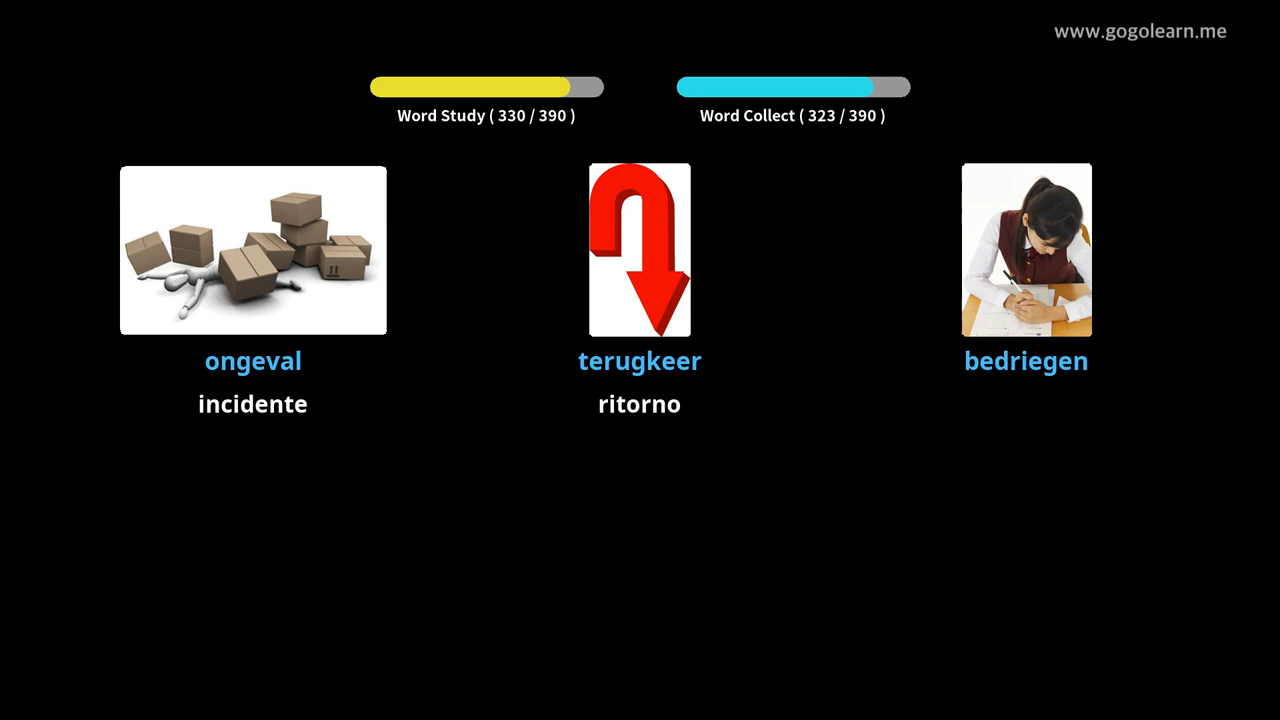 www.gogolearn.me
Word Study ( 330 / 390 )
Word Collect ( 323 / 390 )
ongeval
terugkeer
bedriegen
incidente
ritorno